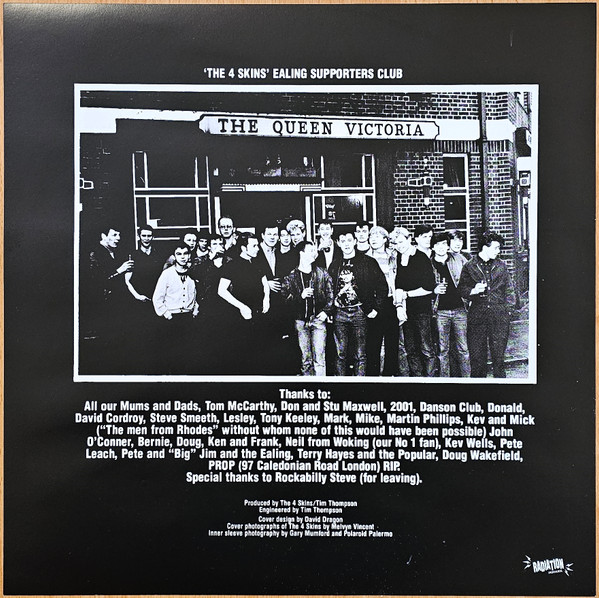 'THE 4 SKINS' EALING SUPPORTERS CLUB
THE QUEEN VICTORIA
Thanks to:
All our Mums and Dads, Tom McCarthy, Don and Stu Maxwell, 2001, Danson Club, Donald,
David Cordroy, Steve Smeeth, Lesley, Tony Keeley, Mark, Mike, Martin Phillips, Kev and Mick
("The men from Rhodes" without whom none of this would have been possible) John
O'Conner, Bernie, Doug, Ken and Frank, Neil from Woking (our No 1 fan), Kev Wells, Pete
Leach, Pete and "Big" Jim and the Ealing, Terry Hayes and the Popular, Doug Wakefield,
PROP (97 Caledonian Road London) RIP.
Special thanks to Rockabilly Steve (for leaving).
Produced by The 4 Skins/Tim Thompson
Engineered by Tim Thompson
Cover design by David Dragon
Cover photographs of The 4 Skins by Melvyn Vincent
Inner sleeve photography by Gary Mumford and Polaroid Palermo
RADIATION